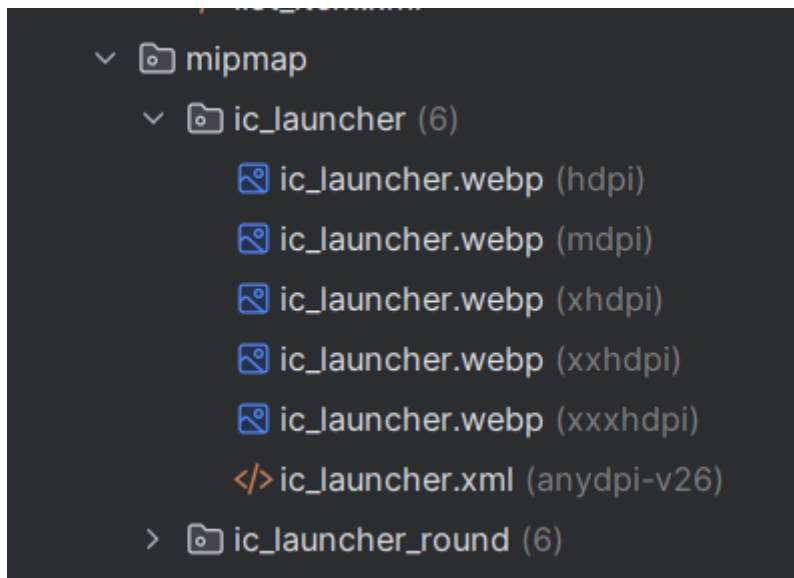 mipmap
ic_launcher (6)
ic_launcher.webp (hdpi)
ic_launcher.webp (mdpi)
ic_launcher.webp (xhdpi)
ic_launcher.webp (xxhdpi)
ic_launcher.webp (xxxhdpi)
ic_launcher.xml (anydpi-v26)
ic_launcher_round (6)